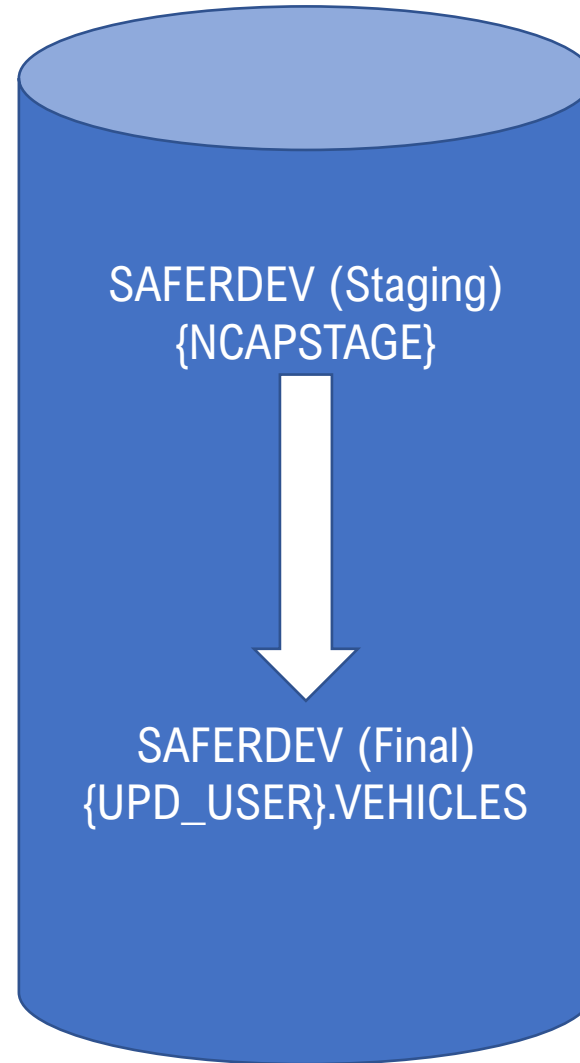 SAFERDEV (Staging)
{NCAPSTAGE}
SAFERDEV (Final)
{UPD_USER}.VEHICLES